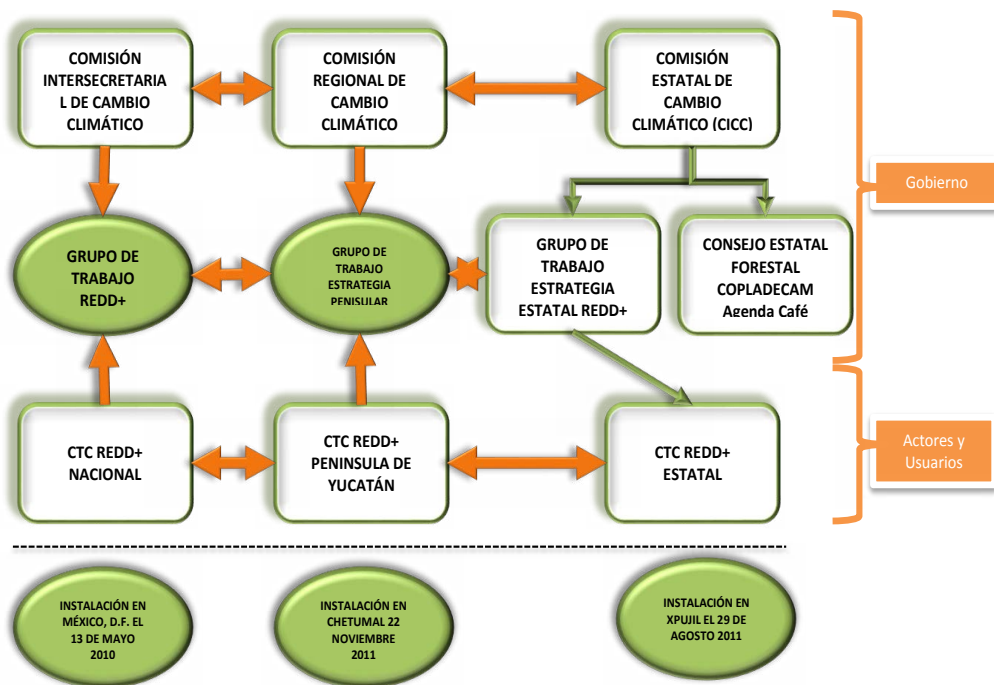 COMISIÓN
INTERSECRETARIA
L DE CAMBIO
CLIMÁTICO
COMISIÓN
REGIONAL DE
CAMBIO
CLIMÁTICO
COMISIÓN
ESTATAL DE
CAMBIO
CLIMÁTICO (CICC)
Gobierno
GRUPO DE
TRABAJO
REDD+
GRUPO DE
TRABAJO
ESTRATEGIA
PENISULAR
GRUPO DE
TRABAJO
ESTRATEGIA
ESTATAL REDD+
CONSEJO ESTATAL
FORESTAL
COPLADECAM
Agenda Café
CTC REDD+
NACIONAL
CTC REDD+
PENINSULA DE
YUCATÁN
CTC REDD+
ESTATAL
Actores y
Usuarios
INSTALACIÓN EN
MÉXICO, D.F. EL
13 DE MAYO
2010
INSTALACIÓN EN
CHETUMAL 22
NOVIEMBRE
2011
INSTALACIÓN EN
XPUJIL EL 29 DE
AGOSTO 2011